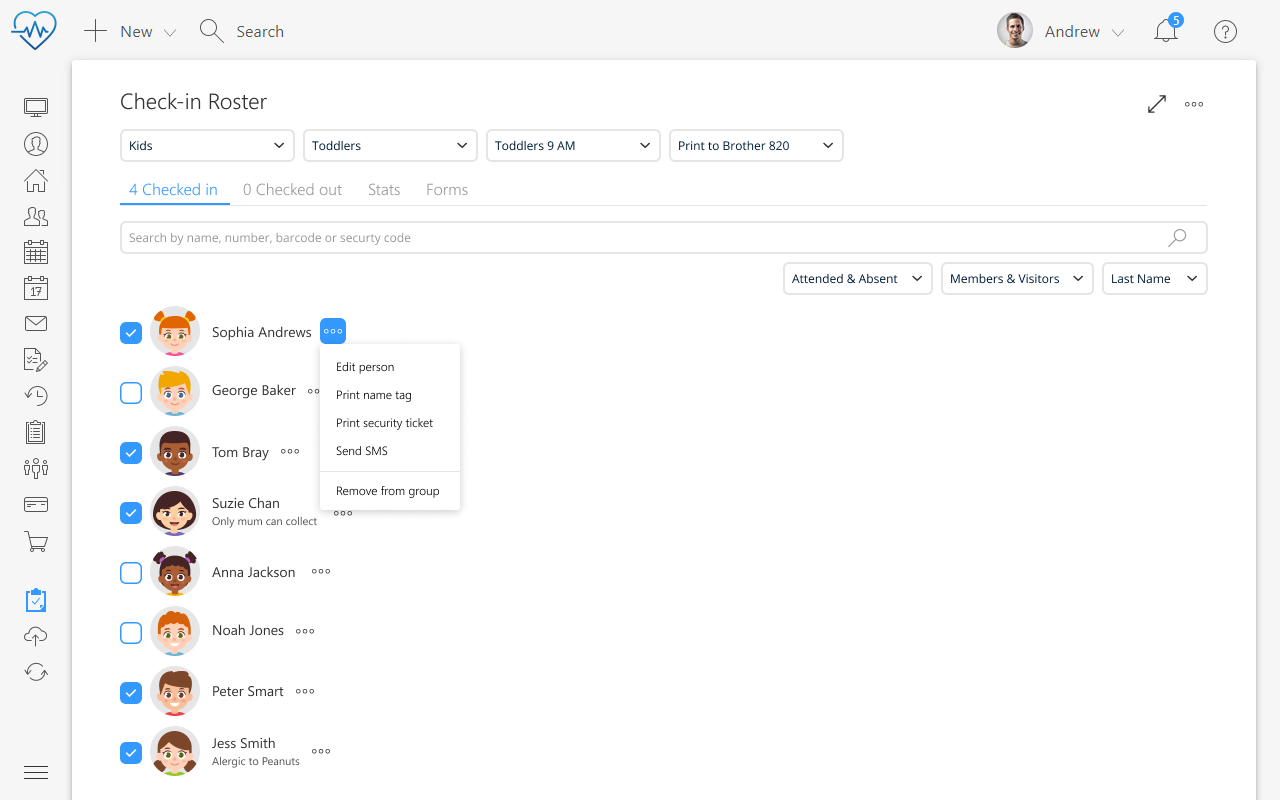 New
Search
Andrew
5
?
17
Check-in Roster
Kids
Toddlers
Toddlers 9 AM
Print to Brother 820
4 Checked in
0 Checked out
Stats
Forms
Search by name, number, barcode or securty code
Attended & Absent
Members & Visitors
Last Name
Sophia Andrews
Edit person
Print name tag
Print security ticket
Send SMS
Remove from group
George Baker
Tom Bray
Suzie Chan
Only mum can collect
Anna Jackson
Noah Jones
Peter Smart
Jess Smith
Alergic to Peanuts